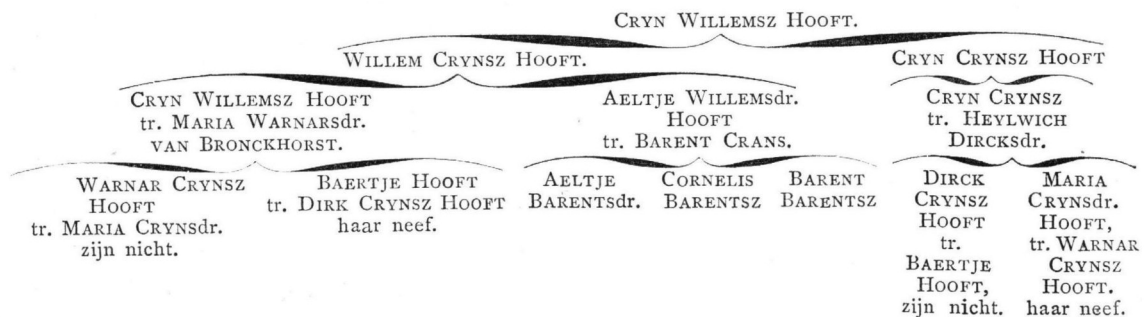 CRYN WILLEMSZ HOOFT.
WILLEM CRYNSZ HOOFT.
CRYN CRYNSZ HOOFT
CRYN WILLEMSZ HOOFT
tr. MARIA WARNARSdr.
VAN BRONCKHORST.
AELTJE WILLEMSdr.
HOOFT
tr. BARENT CRANS.
CRYN CRYNSZ
tr. HEYLWICH
DIRCKSdr.
WARNAR CRYNSZ
HOOFT
tr. MARIA CRYNSdr.
zijn nicht.
BAERTJE HOOFT
tr. DIRK CRYNSZ HOOFT
haar neef.
AELTJE
BARENTSdr.
CORNELIS
BARENTSZ
BARENT
BARENTSZ
DIRCK
CRYNSZ
HOOFT
tr.
BAERTJE
HOOFT,
zijn nicht.
MARIA
CRYNSdr.
HOOFT,
tr. WARNAR
CRYNSZ
HOOFT.
haar neef.